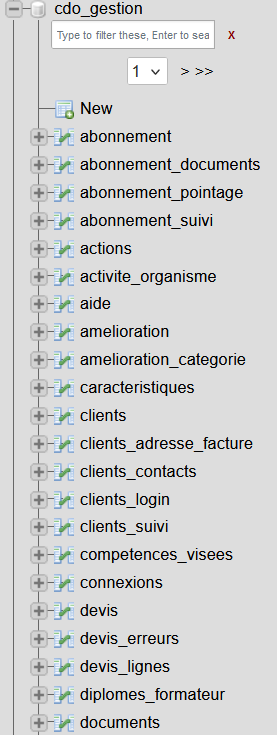 cdo_gestion
Type to filter these, Enter to sea
x
1 > >>
New
abonnement
abonnement_documents
abonnement_pointage
abonnement_suivi
actions
activite_organisme
aide
amelioration
amelioration_categorie
caracteristiques
clients
clients_adresse_facture
clients_contacts
clients_login
clients_suivi
competences_visees
connexions
devis
devis_erreurs
devis_lignes
diplomes_formateur
documents